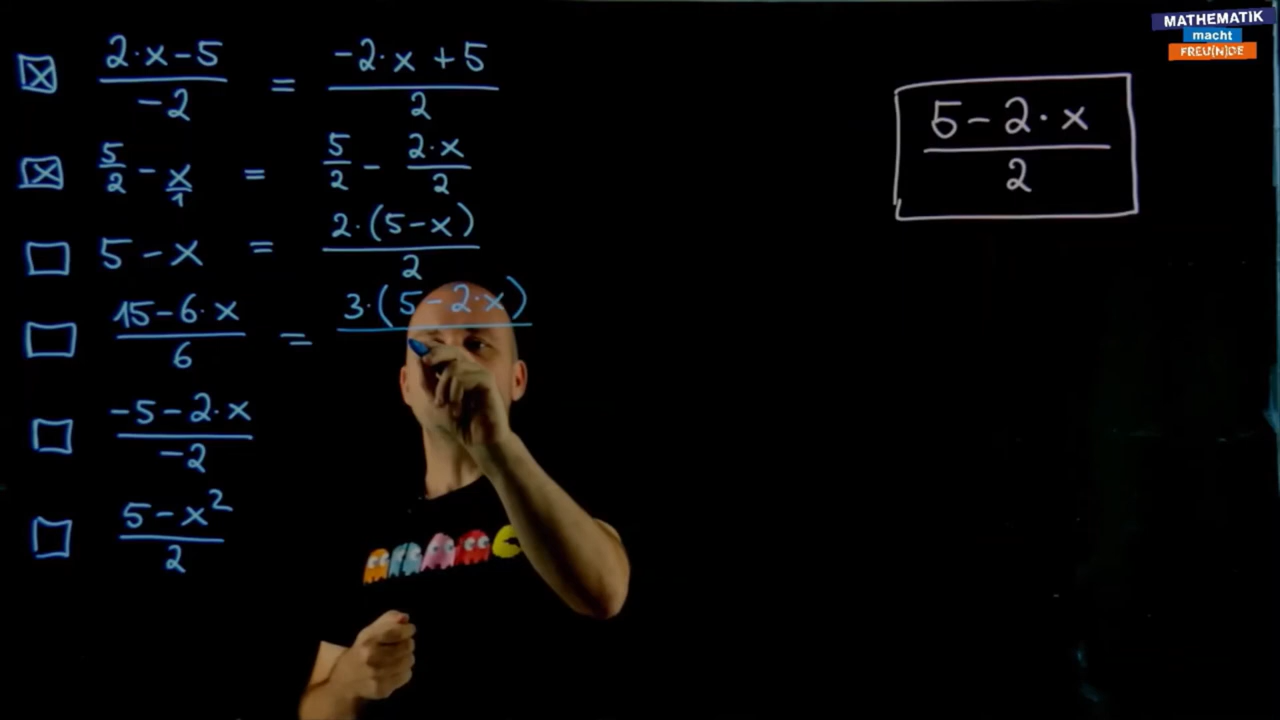 MATHEMATIK
macht
FREU(N)DE
5 - 2 · x
2
☒ 2 · x - 5 / -2 = -2 · x + 5 / 2
☒ 5/2 - x/1 = 5/2 - 2 · x / 2
☐ 5 - x = 2 · (5 - x) / 2
☐ 15 - 6 · x / 6 = 3 · (5 - 2 · x)
☐ -5 - 2 · x / -2
☐ 5 - x² / 2